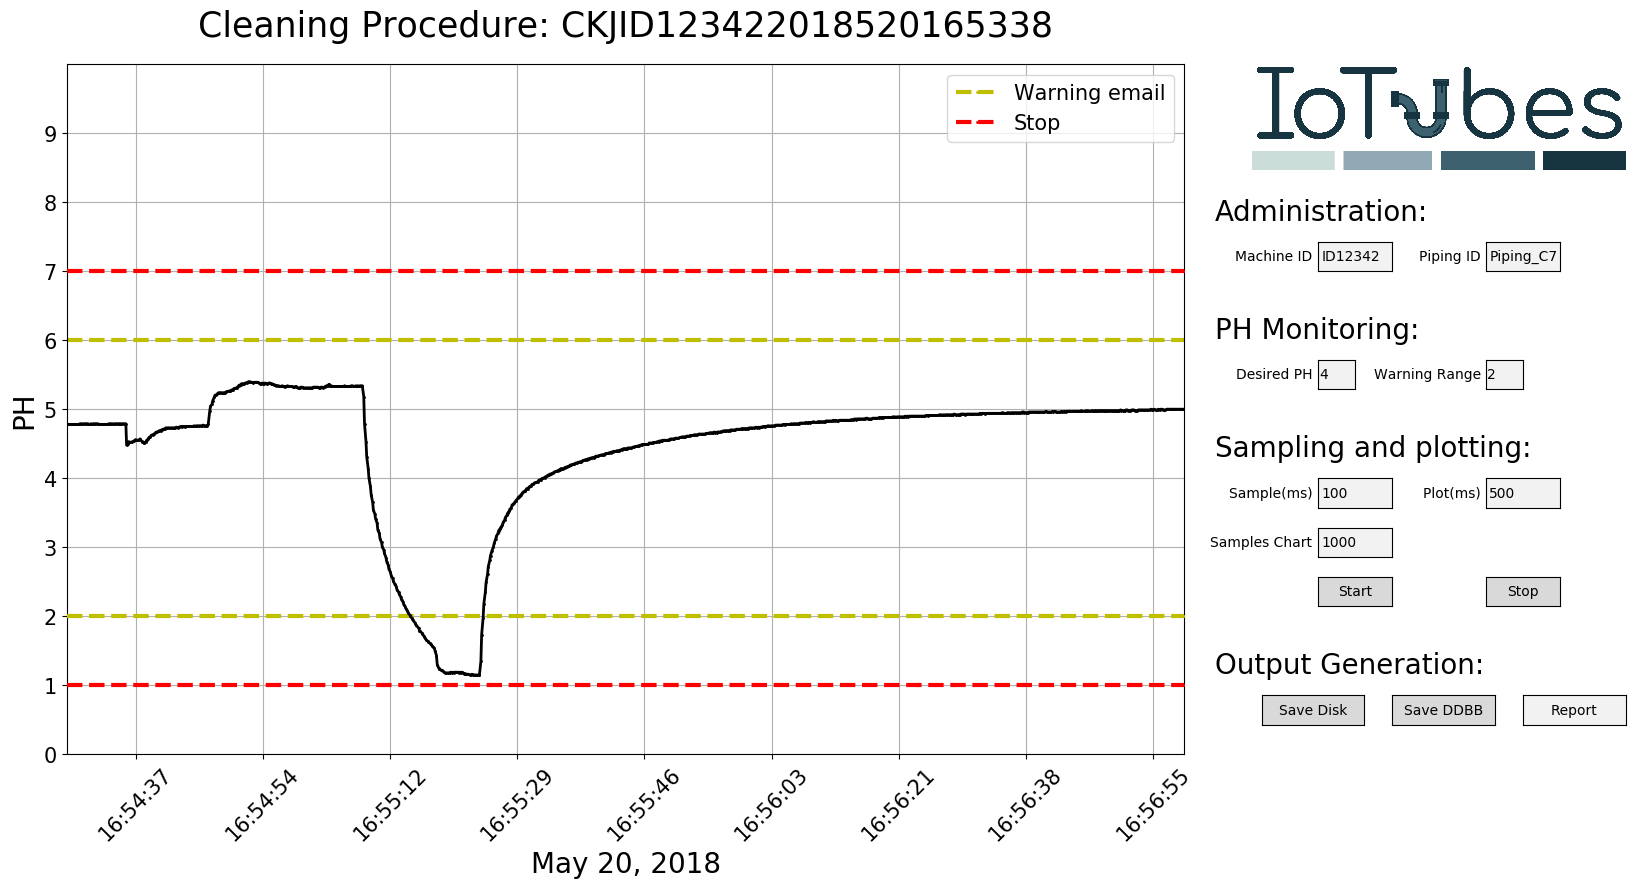 Cleaning Procedure: CKJID123422018520165338
Warning email
Stop
9
8
7
6
5
4
3
2
1
0
PH
16:54:37
16:54:54
16:55:12
16:55:29
16:55:46
16:56:03
16:56:21
16:56:38
16:56:55
May 20, 2018
IoTubes
Administration:
Machine ID ID12342 Piping ID Piping_C7
PH Monitoring:
Desired PH 4 Warning Range 2
Sampling and plotting:
Sample(ms) 100 Plot(ms) 500
Samples Chart 1000
Start Stop
Output Generation:
Save Disk Save DDBB Report